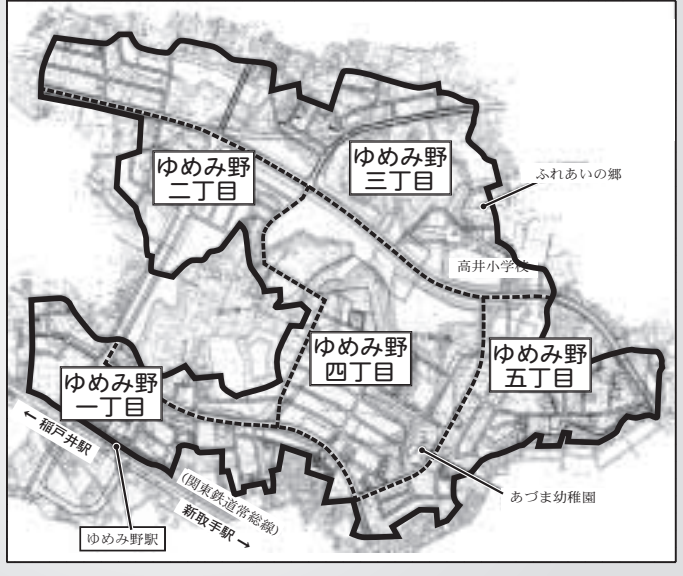 ゆめみ野
二丁目
ゆめみ野
三丁目
ふれあいの郷
高井小学校
ゆめみ野
四丁目
ゆめみ野
五丁目
ゆめみ野
一丁目
← 稲戸井駅
(関東鉄道常総線)
新取手駅 →
あづま幼稚園
ゆめみ野駅